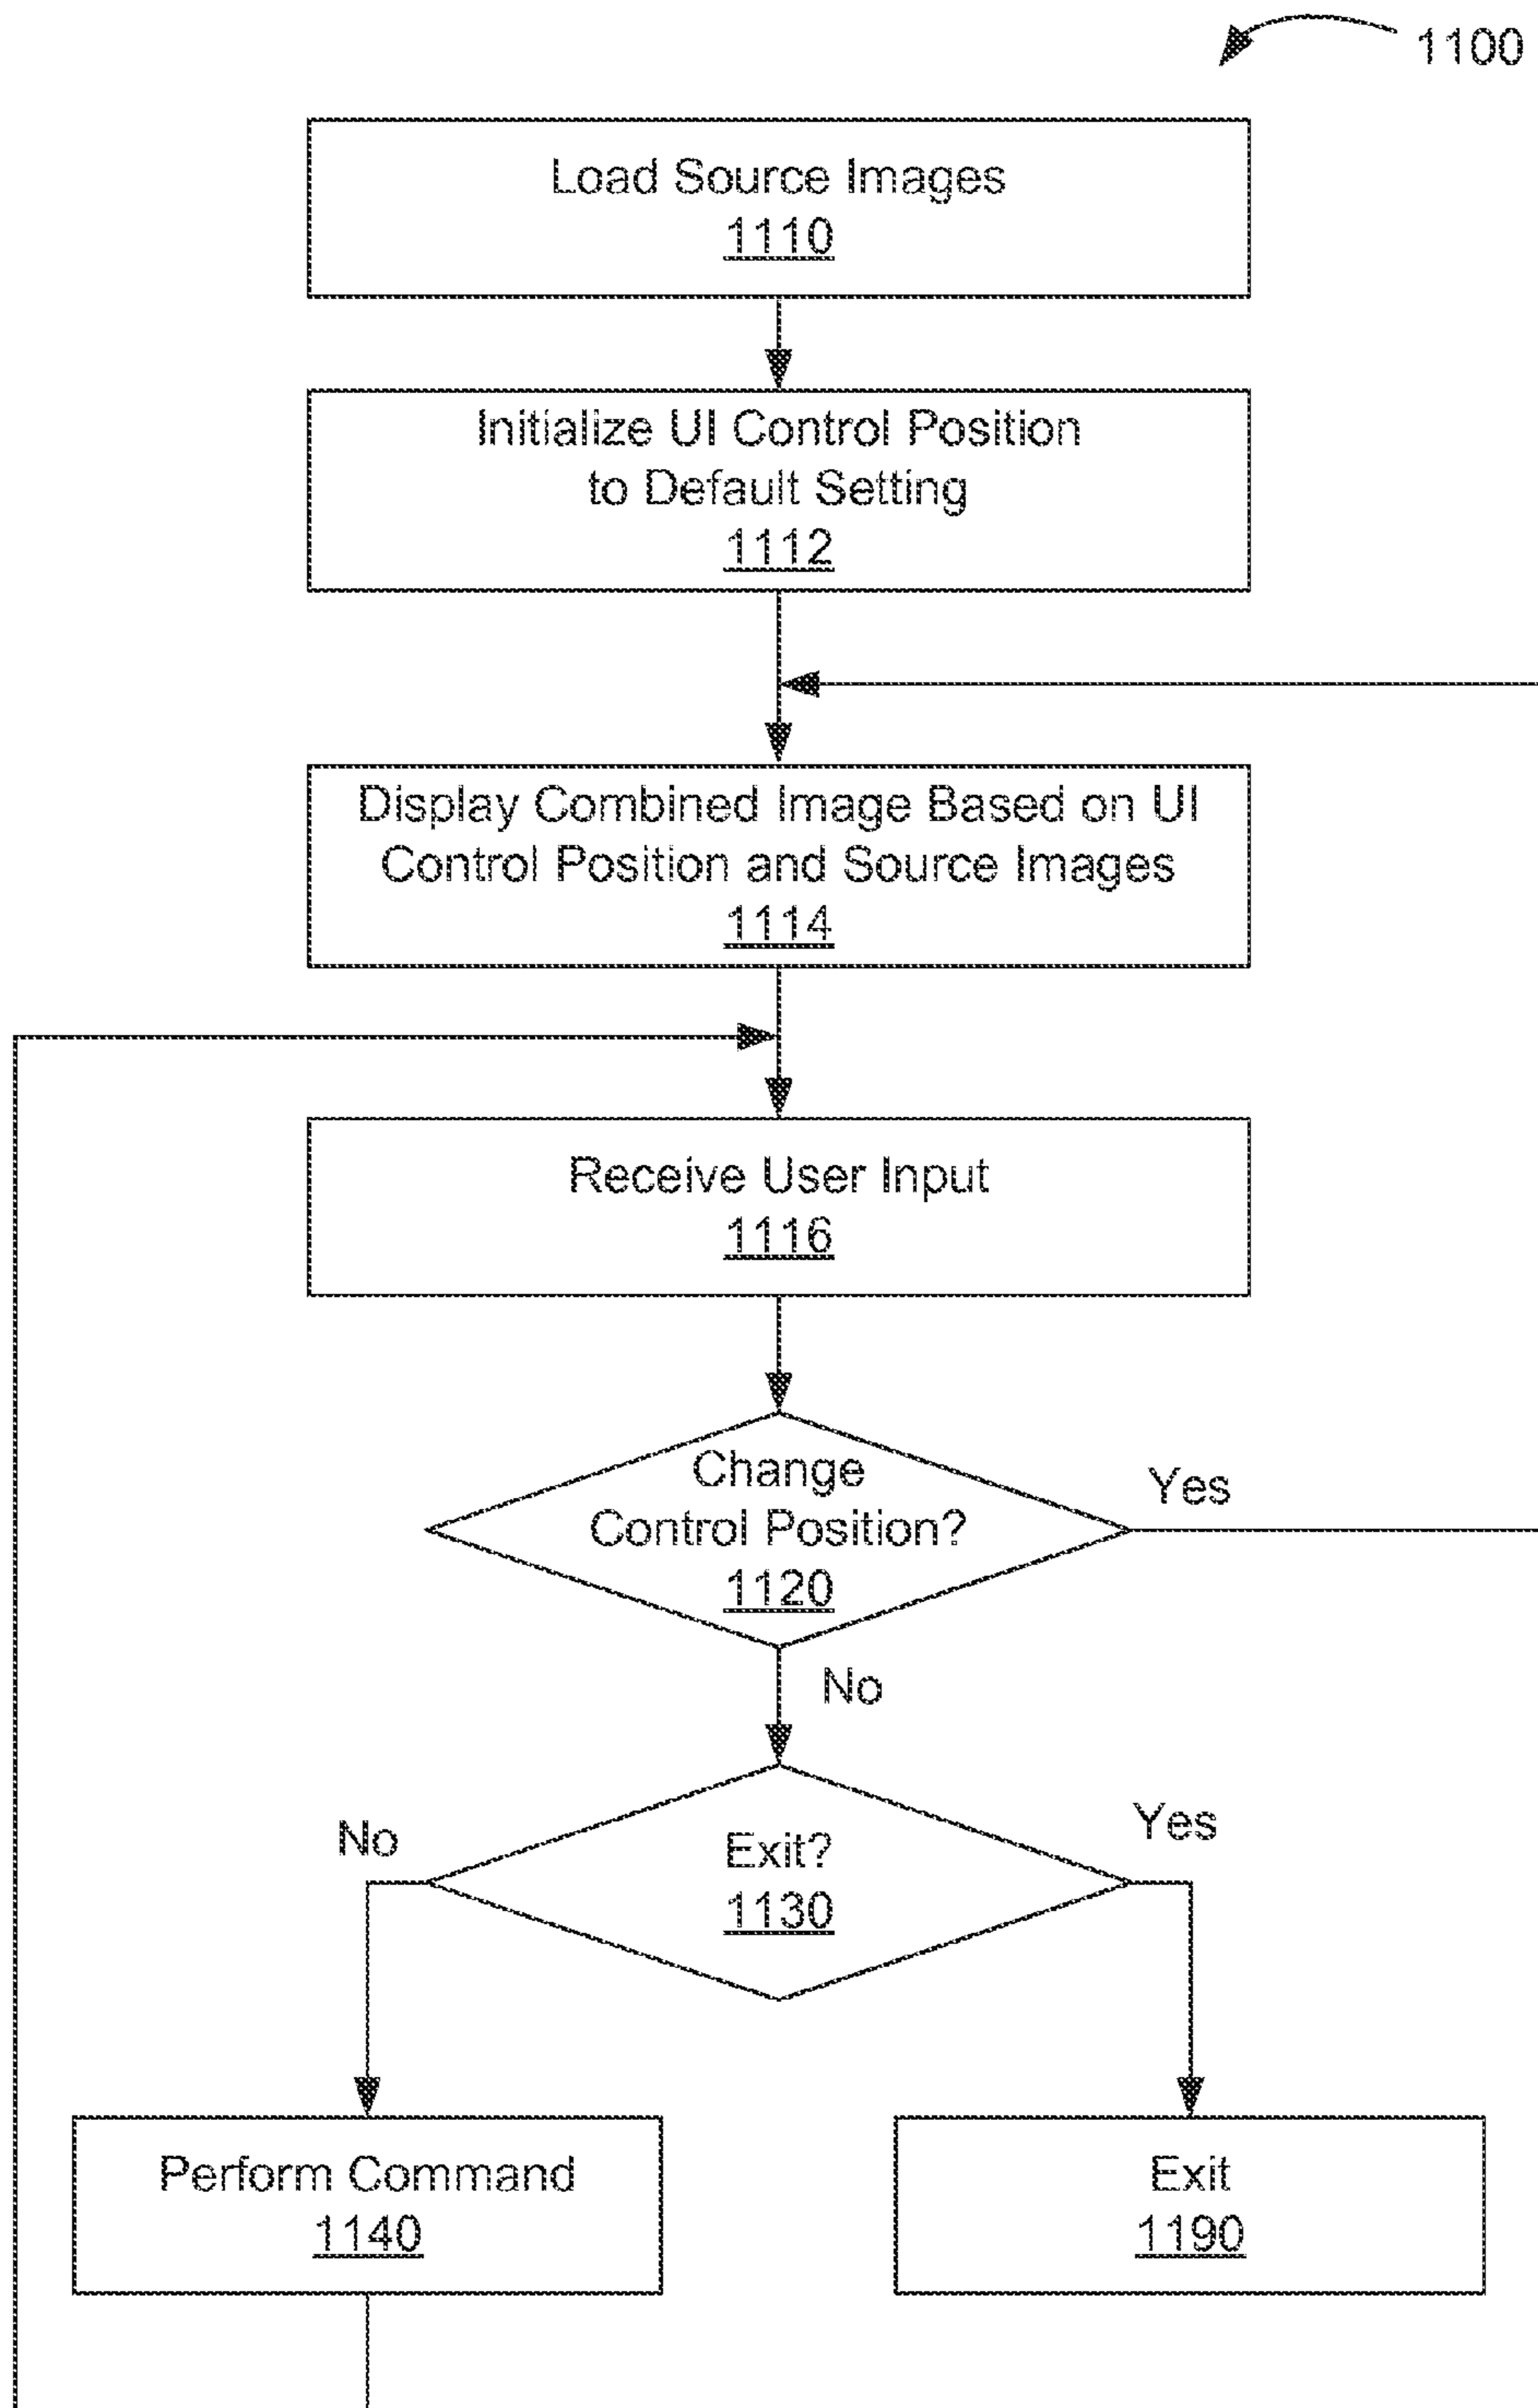 1100
Load Source Images
1110
Initialize UI Control Position
to Default Setting
1112
Display Combined Image Based on UI
Control Position and Source Images
1114
Receive User Input
1116
Change
Control Position?
1120
Yes
No
Exit?
1130
No
Yes
Perform Command
1140
Exit
1190